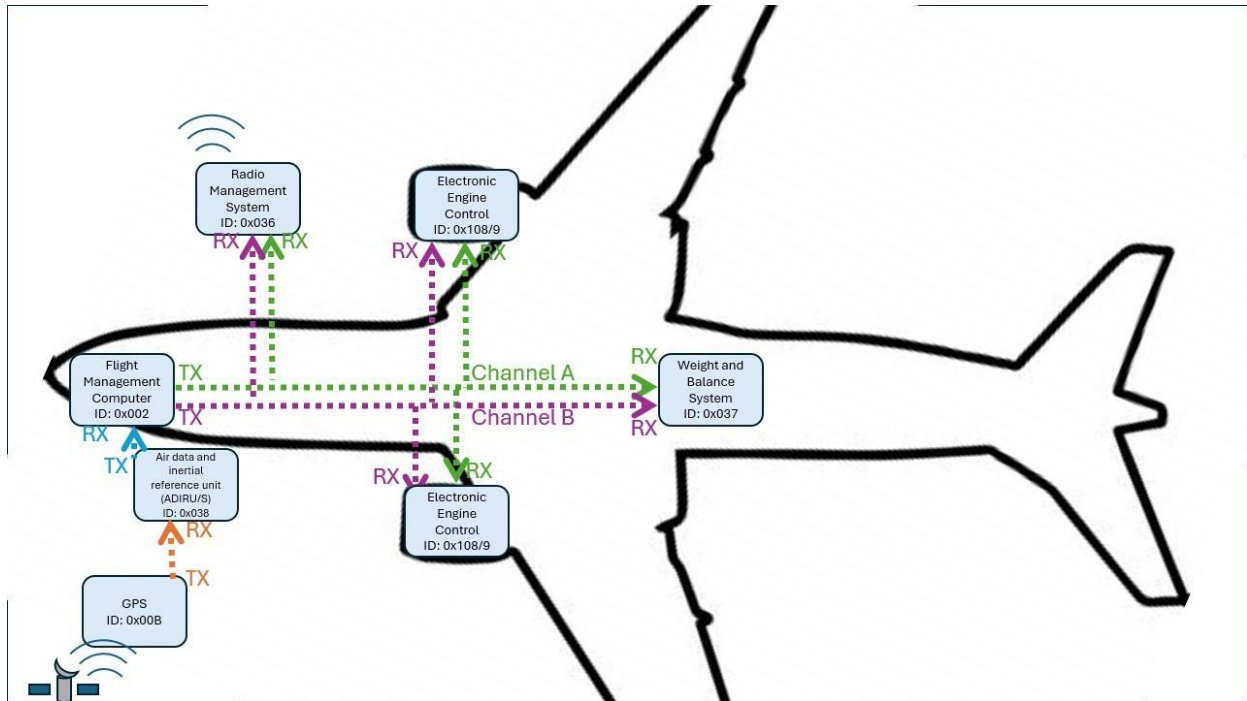 Radio
Management
System
ID: 0x036
RX
RX
Electronic
Engine
Control
ID: 0x108/9
RX
RX
Flight
Management
Computer
ID: 0x002
TX
TX
Channel A
Channel B
RX
RX
Weight and
Balance
System
ID: 0x037
RX
TX
Air data and
inertial
reference unit
(ADIRU/S)
ID: 0x038
RX
TX
GPS
ID: 0x00B
RX
RX
Electronic
Engine
Control
ID: 0x108/9